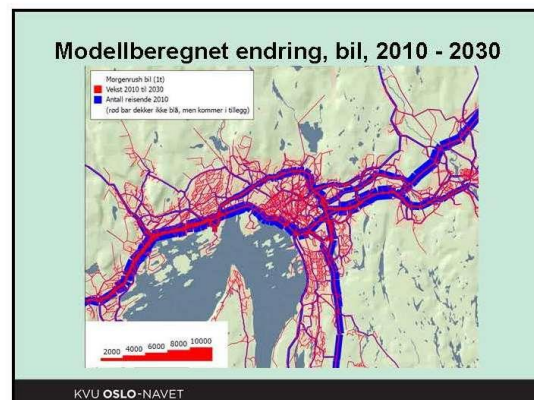 Modellberegnet endring, bil, 2010 - 2030
Morgenrush bil (1t)
Vekst 2010 til 2030
Antall reisende 2010
(rød bar dekker ikke blå, men kommer i tillegg)
2000 4000 6000 8000 10000
KVU OSLO-NAVET